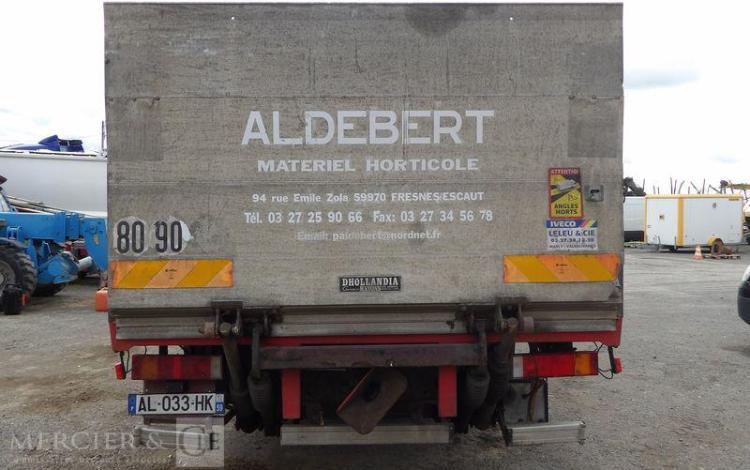 ALDEBERT
MATERIEL HORTICOLE
94 rue Emile Zola 59970 FRESNES/ESCAUT
Tél. 03 27 25 90 66 Fax: 03 27 34 56 78
Email: paldebert@nordnet.fr
ATTENTION
ANGLES
MORTS
IVECO
LELEU & CIE
80 90
DHOLLANDIA
AL-033-HK
59
MERCIER & CIE